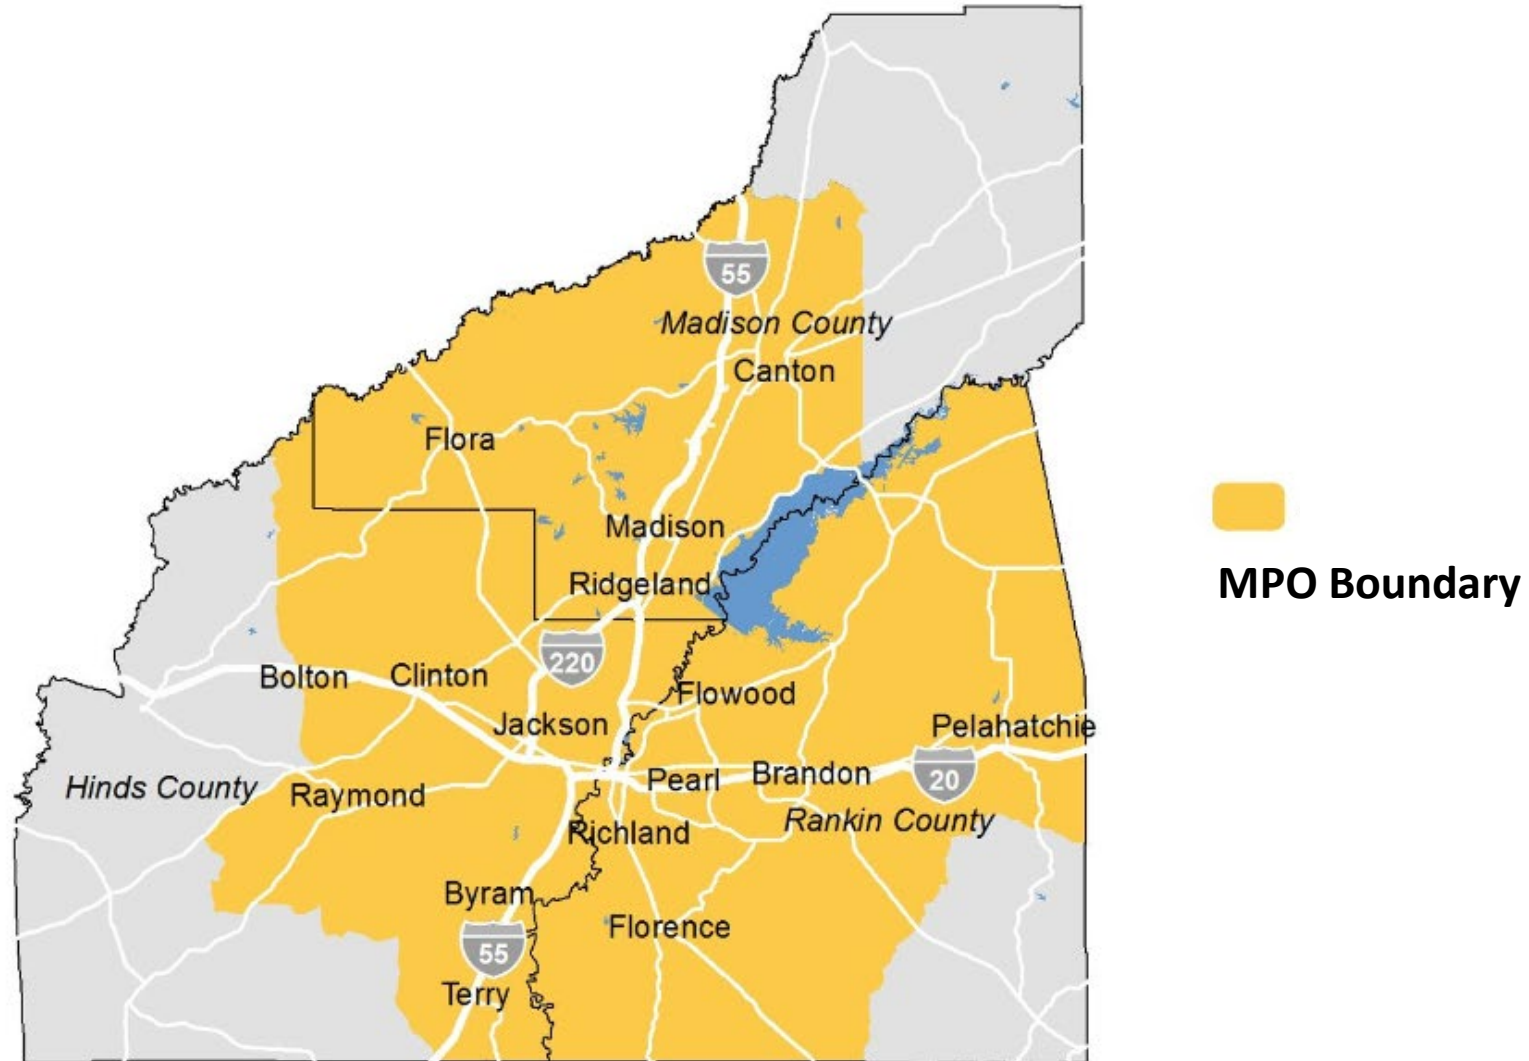 55
Madison County
Canton
Flora
Madison
Ridgeland
MPO Boundary
220
Bolton
Clinton
Flowood
Jackson
Pelahatchie
Hinds County
Raymond
Pearl
Brandon
20
Rankin County
Richland
Byram
Florence
55
Terry